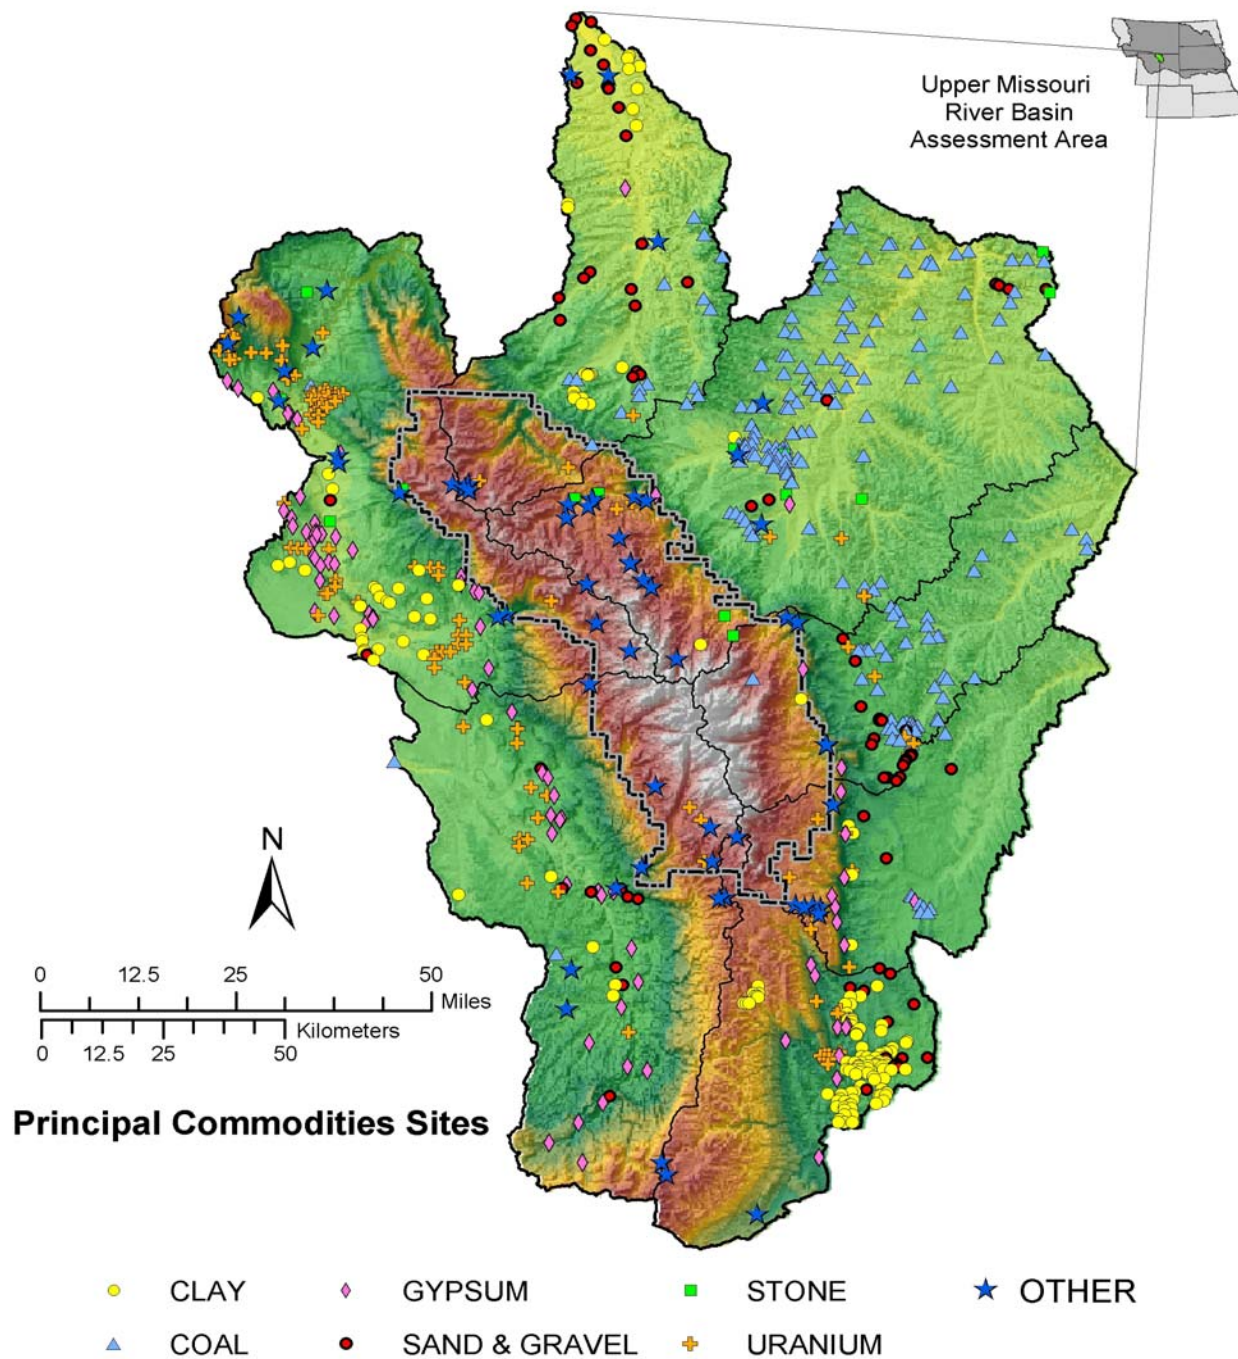 Upper Missouri
River Basin
Assessment Area
N
0 12.5 25 50
Miles
Kilometers
0 12.5 25 50
Principal Commodities Sites
CLAY GYPSUM STONE OTHER
COAL SAND & GRAVEL URANIUM